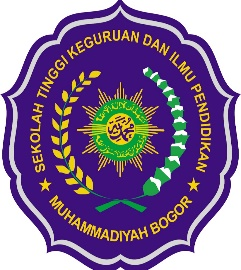 SEKOLAH TINGGI KEGURUAN DAN ILMU PENDIDIKAN
MUHAMMADIYAH BOGOR